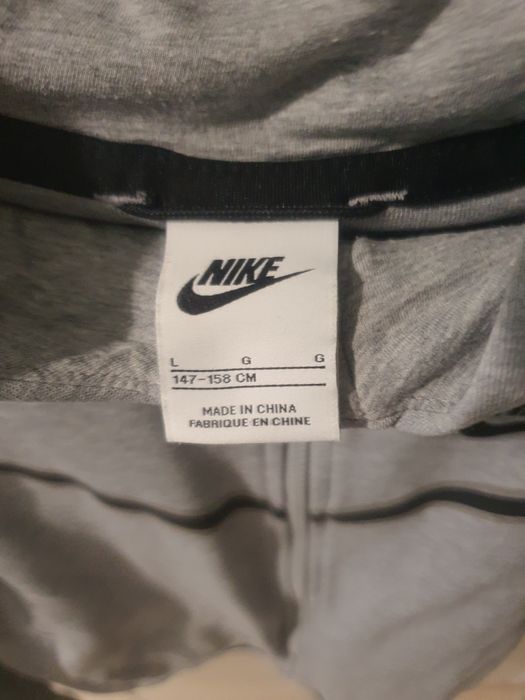 NIKE
L G G
147-158 CM
MADE IN CHINA
FABRIQUE EN CHINE